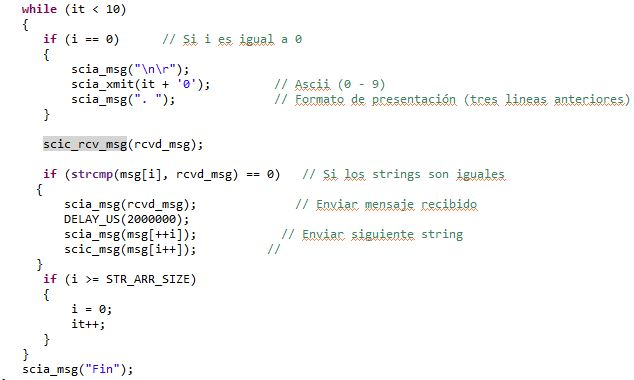 while (it < 10)
{
if (i == 0) // Si i es igual a 0
{
scia_msg("\n\r");
scia_xmit(it + '0'); // Ascii (0 - 9)
scia_msg(". "); // Formato de presentación (tres lineas anteriores)
}
scic_rcv_msg(rcvd_msg);
if (strcmp(msg[i], rcvd_msg) == 0) // Si los strings son iguales
{
scia_msg(rcvd_msg); // Enviar mensaje recibido
DELAY_US(2000000);
scia_msg(msg[++i]); // Enviar siguiente string
scic_msg(msg[i++]); //
}
if (i >= STR_ARR_SIZE)
{
i = 0;
it++;
}
}
scia_msg("Fin");